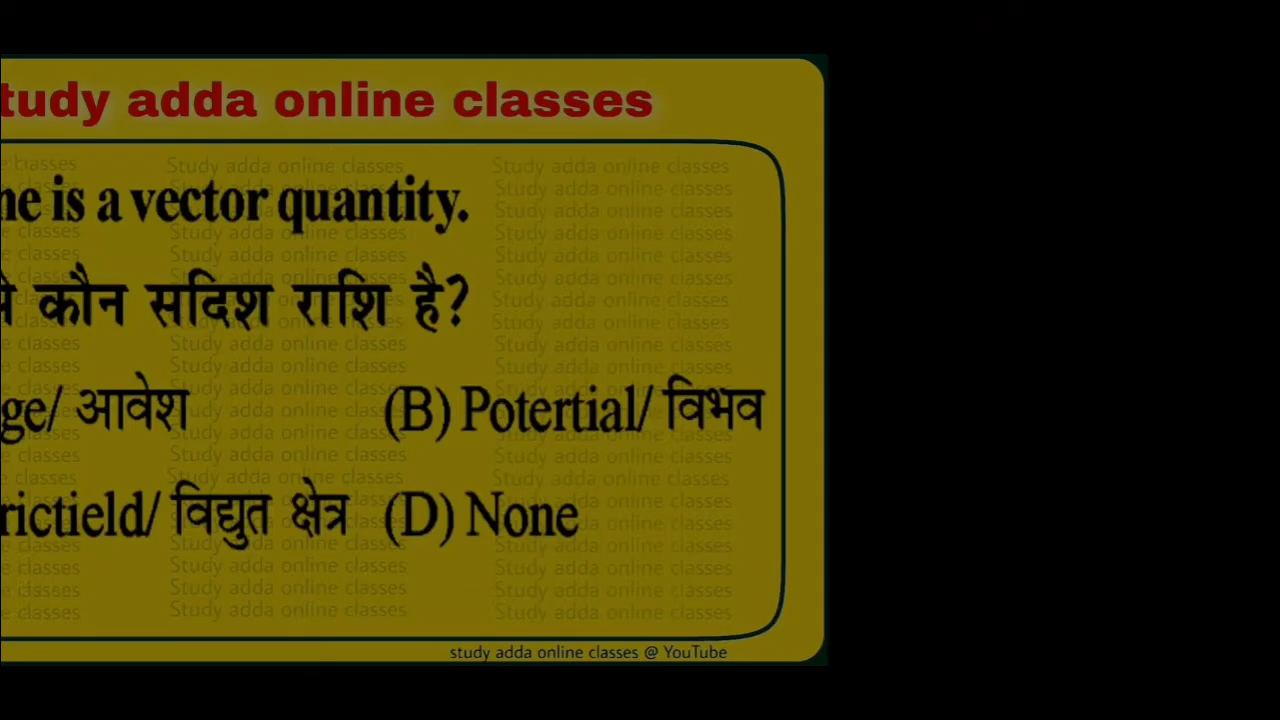 tudy adda online classes
ne is a vector quantity.
से कौन सदिश राशि है?
ge/ आवेश (B) Potertial/ विभव
rictield/ विद्युत क्षेत्र (D) None
study adda online classes @ YouTube